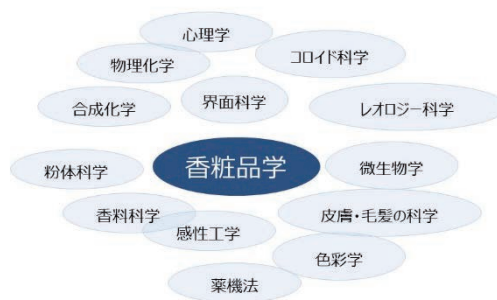 心理学
コロイド科学
物理化学
界面科学
合成化学
レオロジー科学
香粧品学
粉体科学
微生物学
香料科学
皮膚・毛髪の科学
感性工学
色彩学
薬機法